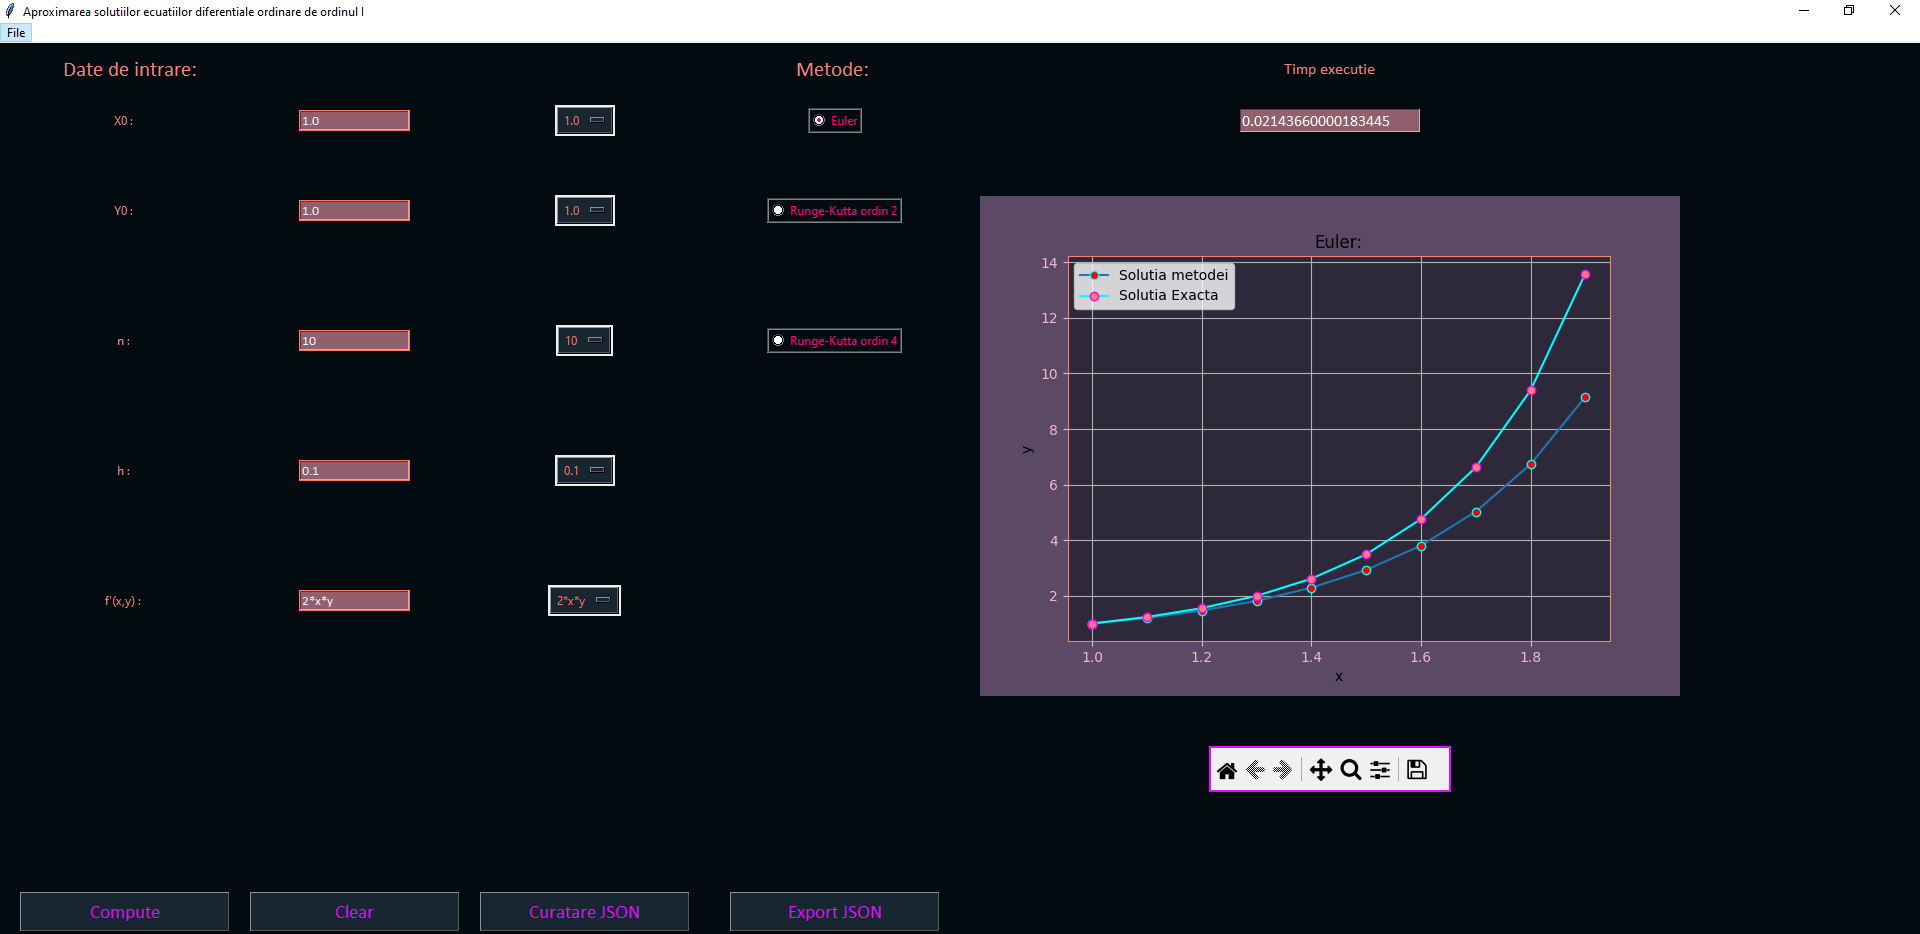 Aproximarea solutiilor ecuatiilor diferentiale ordinare de ordinul I
File
Date de intrare:
Metode:
Timp executie
X0 :
1.0
1.0
Euler
0.02143660000183445
Y0 :
1.0
1.0
Runge-Kutta ordin 2
n :
10
10
Runge-Kutta ordin 4
h :
0.1
0.1
f'(x,y) :
2*x*y
2*x*y
Euler:
Solutia metodei
Solutia Exacta
14
12
10
8
6
4
2
y
1.0
1.2
1.4
1.6
1.8
x
Compute
Clear
Curatare JSON
Export JSON